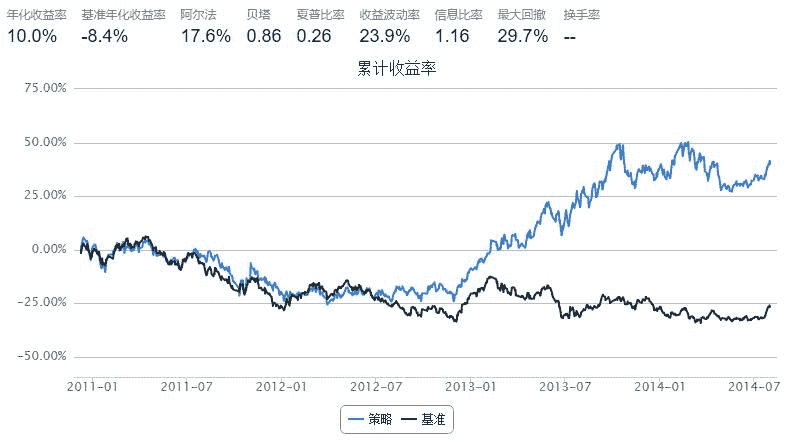 年化收益率 基准年化收益率 阿尔法 贝塔 夏普比率 收益波动率 信息比率 最大回撤 换手率
10.0% -8.4% 17.6% 0.86 0.26 23.9% 1.16 29.7% --
累计收益率
75.00%
50.00%
25.00%
0.00%
-25.00%
-50.00%
2011-01 2011-07 2012-01 2012-07 2013-01 2013-07 2014-01 2014-07
策略 基准